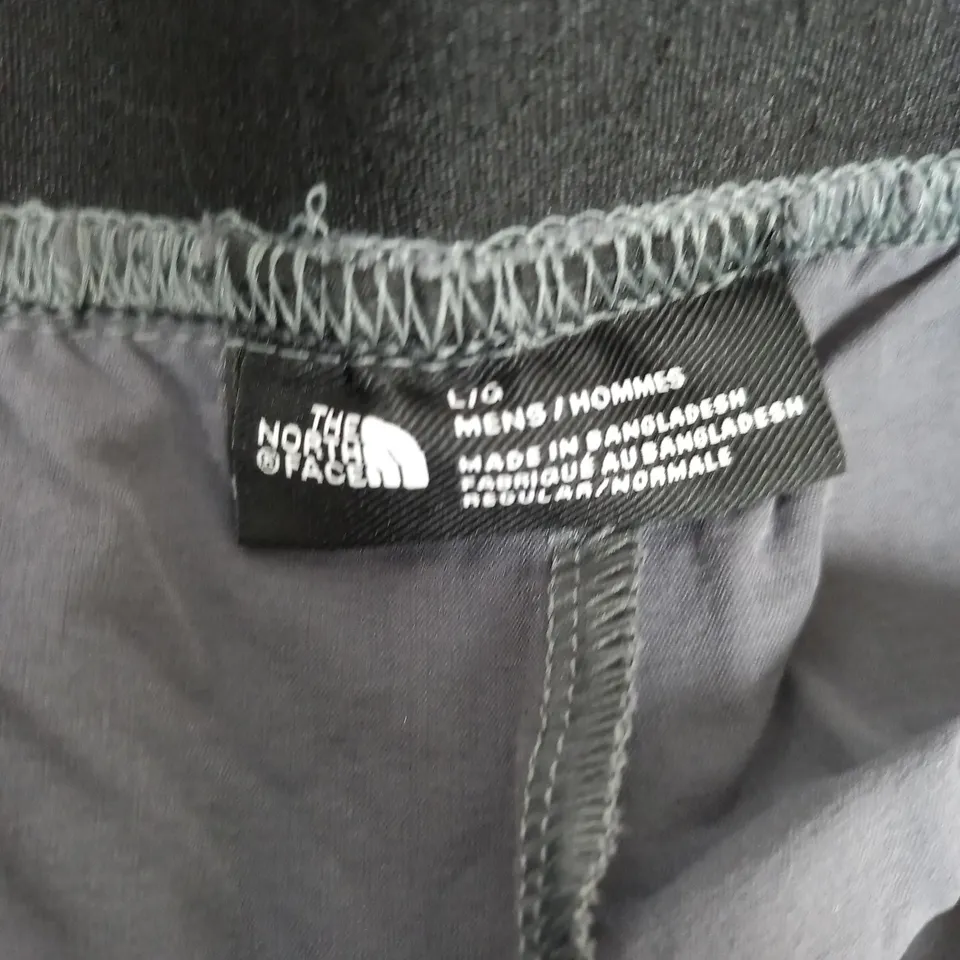 THE
NORTH
® FACE
L/G
MENS / HOMMES
MADE IN BANGLADESH
FABRIQUÉ AU BANGLADESH
REGULAR/NORMALE